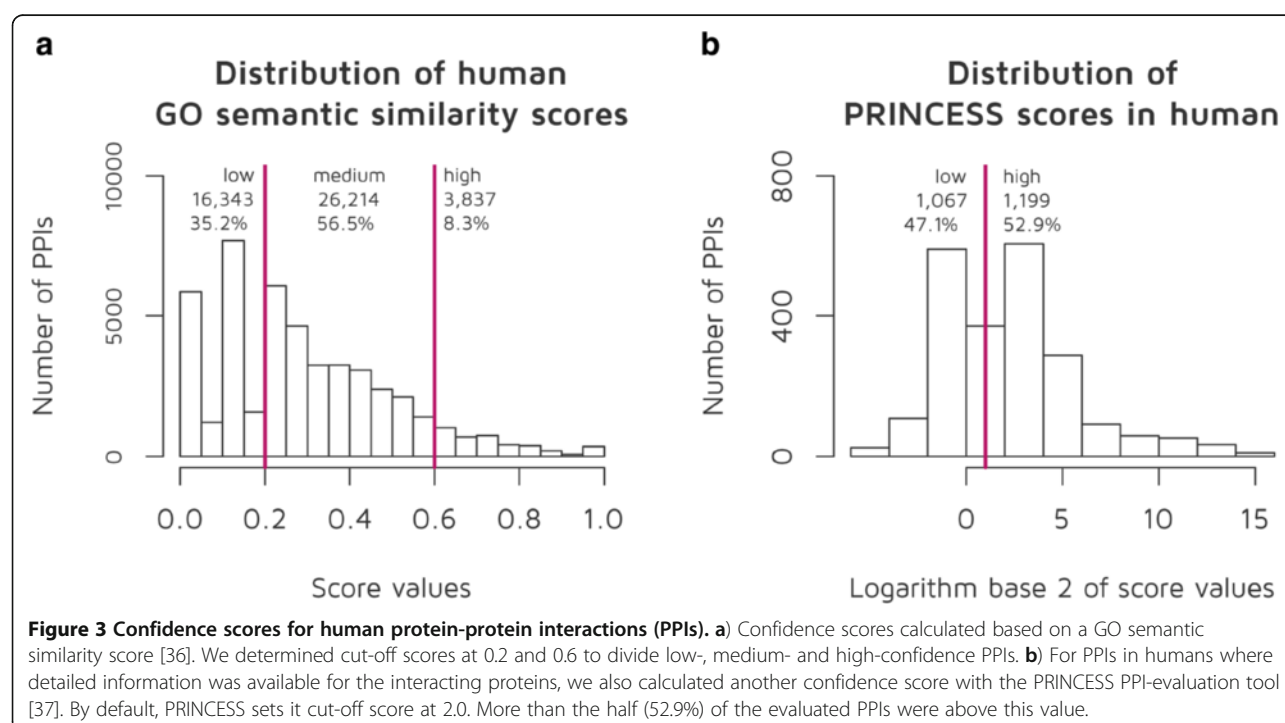 a
Distribution of human
GO semantic similarity scores
Number of PPIs
10000
5000
0
low
16,343
35.2%
medium
26,214
56.5%
high
3,837
8.3%
0.0 0.2 0.4 0.6 0.8 1.0
Score values
b
Distribution of
PRINCESS scores in human
Number of PPIs
800
400
0
low
1,067
47.1%
high
1,199
52.9%
0 5 10 15
Logarithm base 2 of score values
Figure 3 Confidence scores for human protein-protein interactions (PPIs). a) Confidence scores calculated based on a GO semantic
similarity score [36]. We determined cut-off scores at 0.2 and 0.6 to divide low-, medium- and high-confidence PPIs. b) For PPIs in humans where
detailed information was available for the interacting proteins, we also calculated another confidence score with the PRINCESS PPI-evaluation tool
[37]. By default, PRINCESS sets it cut-off score at 2.0. More than the half (52.9%) of the evaluated PPIs were above this value.